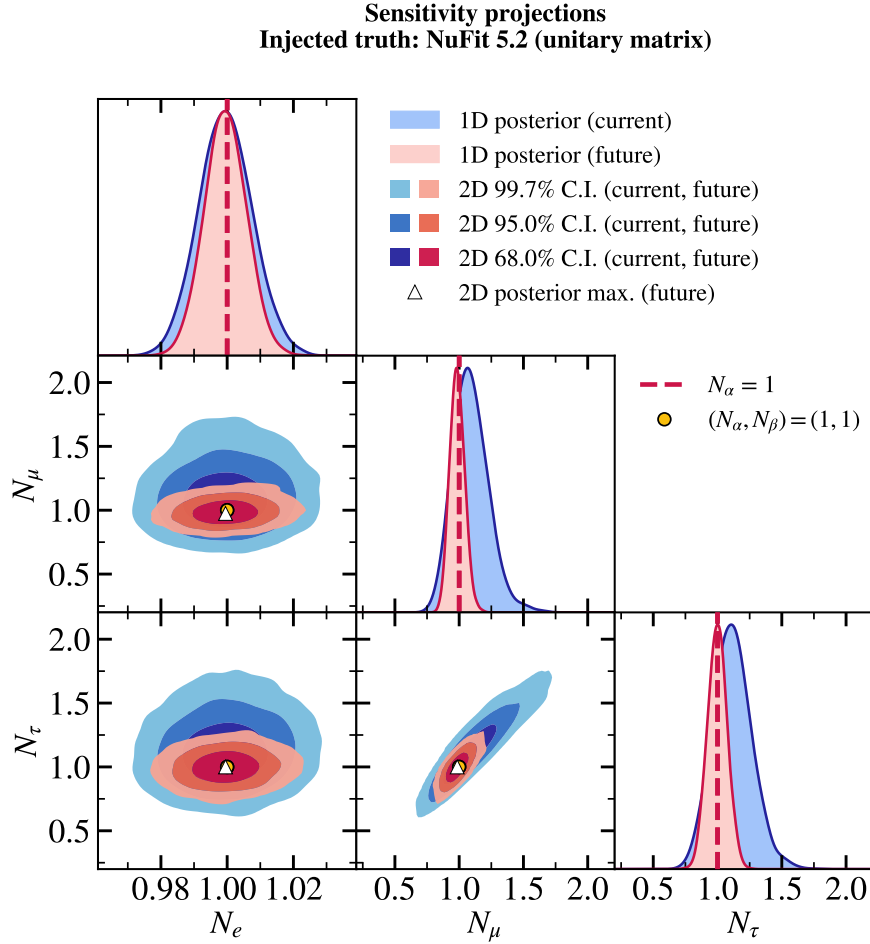 Sensitivity projections
Injected truth: NuFit 5.2 (unitary matrix)
1D posterior (current)
1D posterior (future)
2D 99.7% C.I. (current, future)
2D 95.0% C.I. (current, future)
2D 68.0% C.I. (current, future)
2D posterior max. (future)
N_α = 1
(N_α, N_β) = (1, 1)
2.0
1.5
1.0
0.5
N_μ
2.0
1.5
1.0
0.5
N_τ
0.98 1.00 1.02
N_e
0.5 1.0 1.5 2.0
N_μ
0.5 1.0 1.5 2.0
N_τ